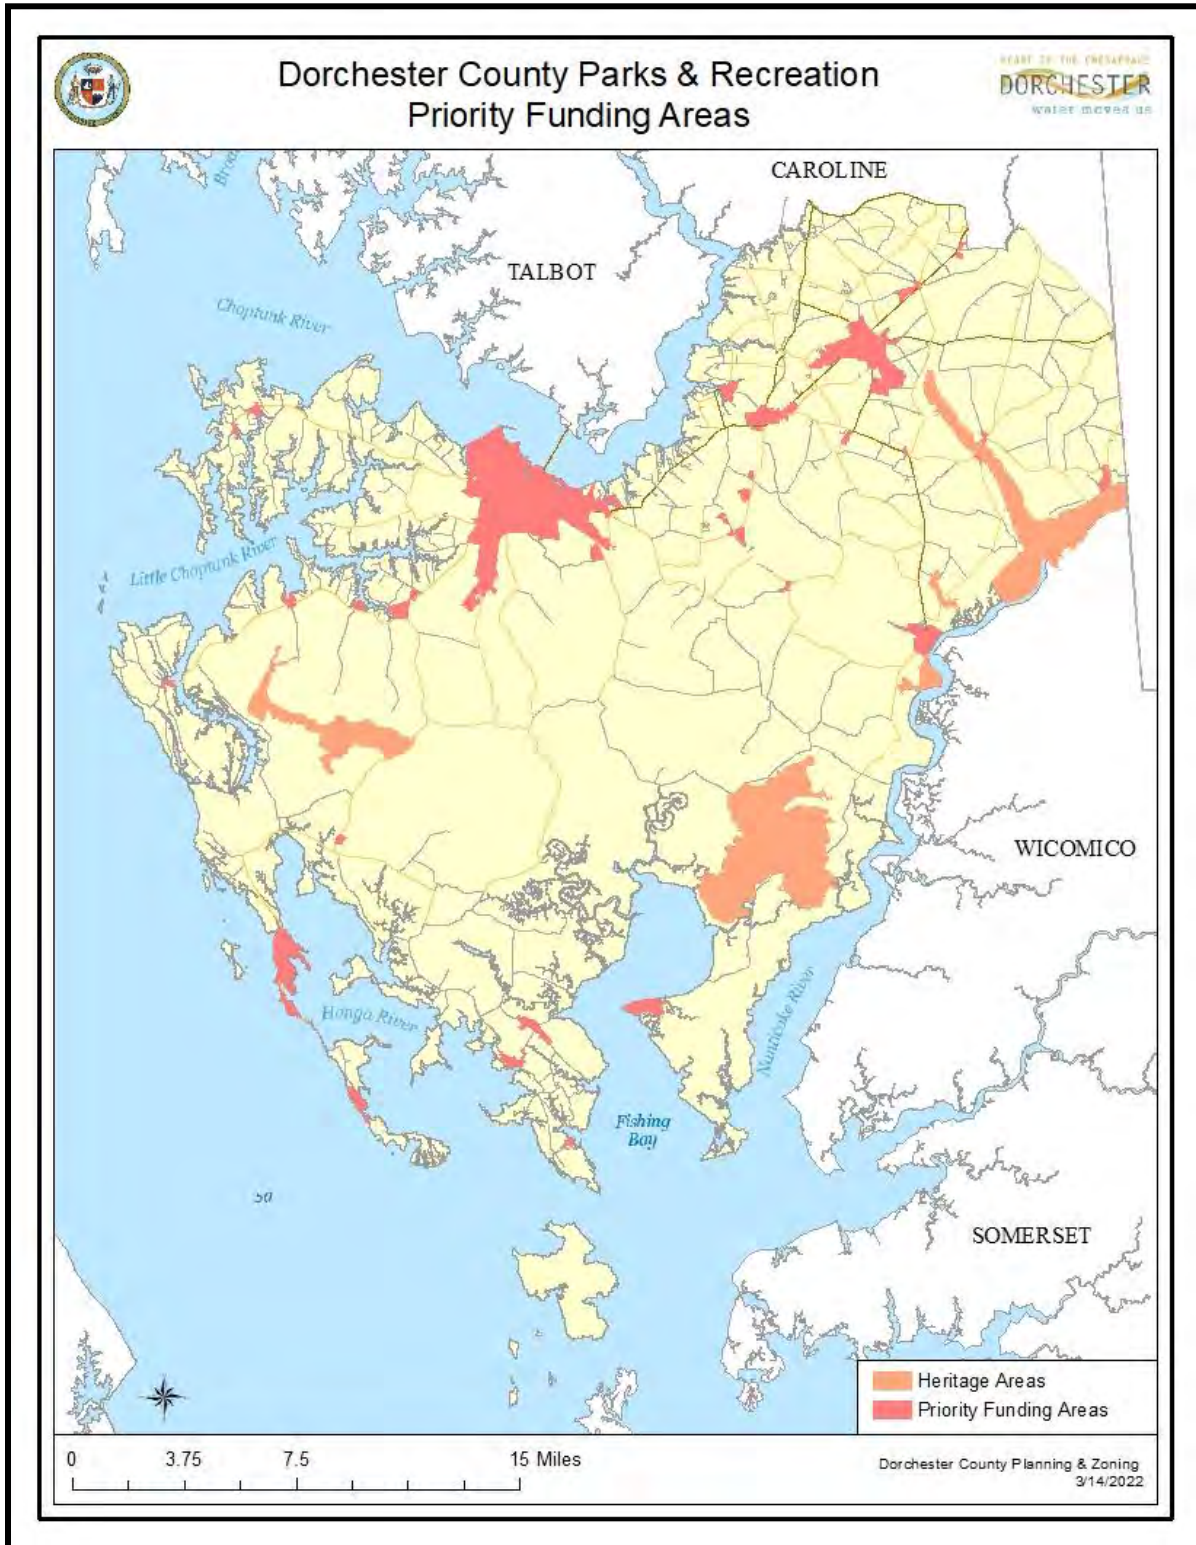 Dorchester County Parks & Recreation
Priority Funding Areas
HEART OF THE CHESAPEAKE
DORCHESTER
water moves us
CAROLINE
TALBOT
Broad
Choptank River
Little Choptank River
WICOMICO
Honga River
Nanticoke River
Fishing
Bay
50
SOMERSET
Heritage Areas
Priority Funding Areas
0 3.75 7.5 15 Miles
Dorchester County Planning & Zoning
3/14/2022